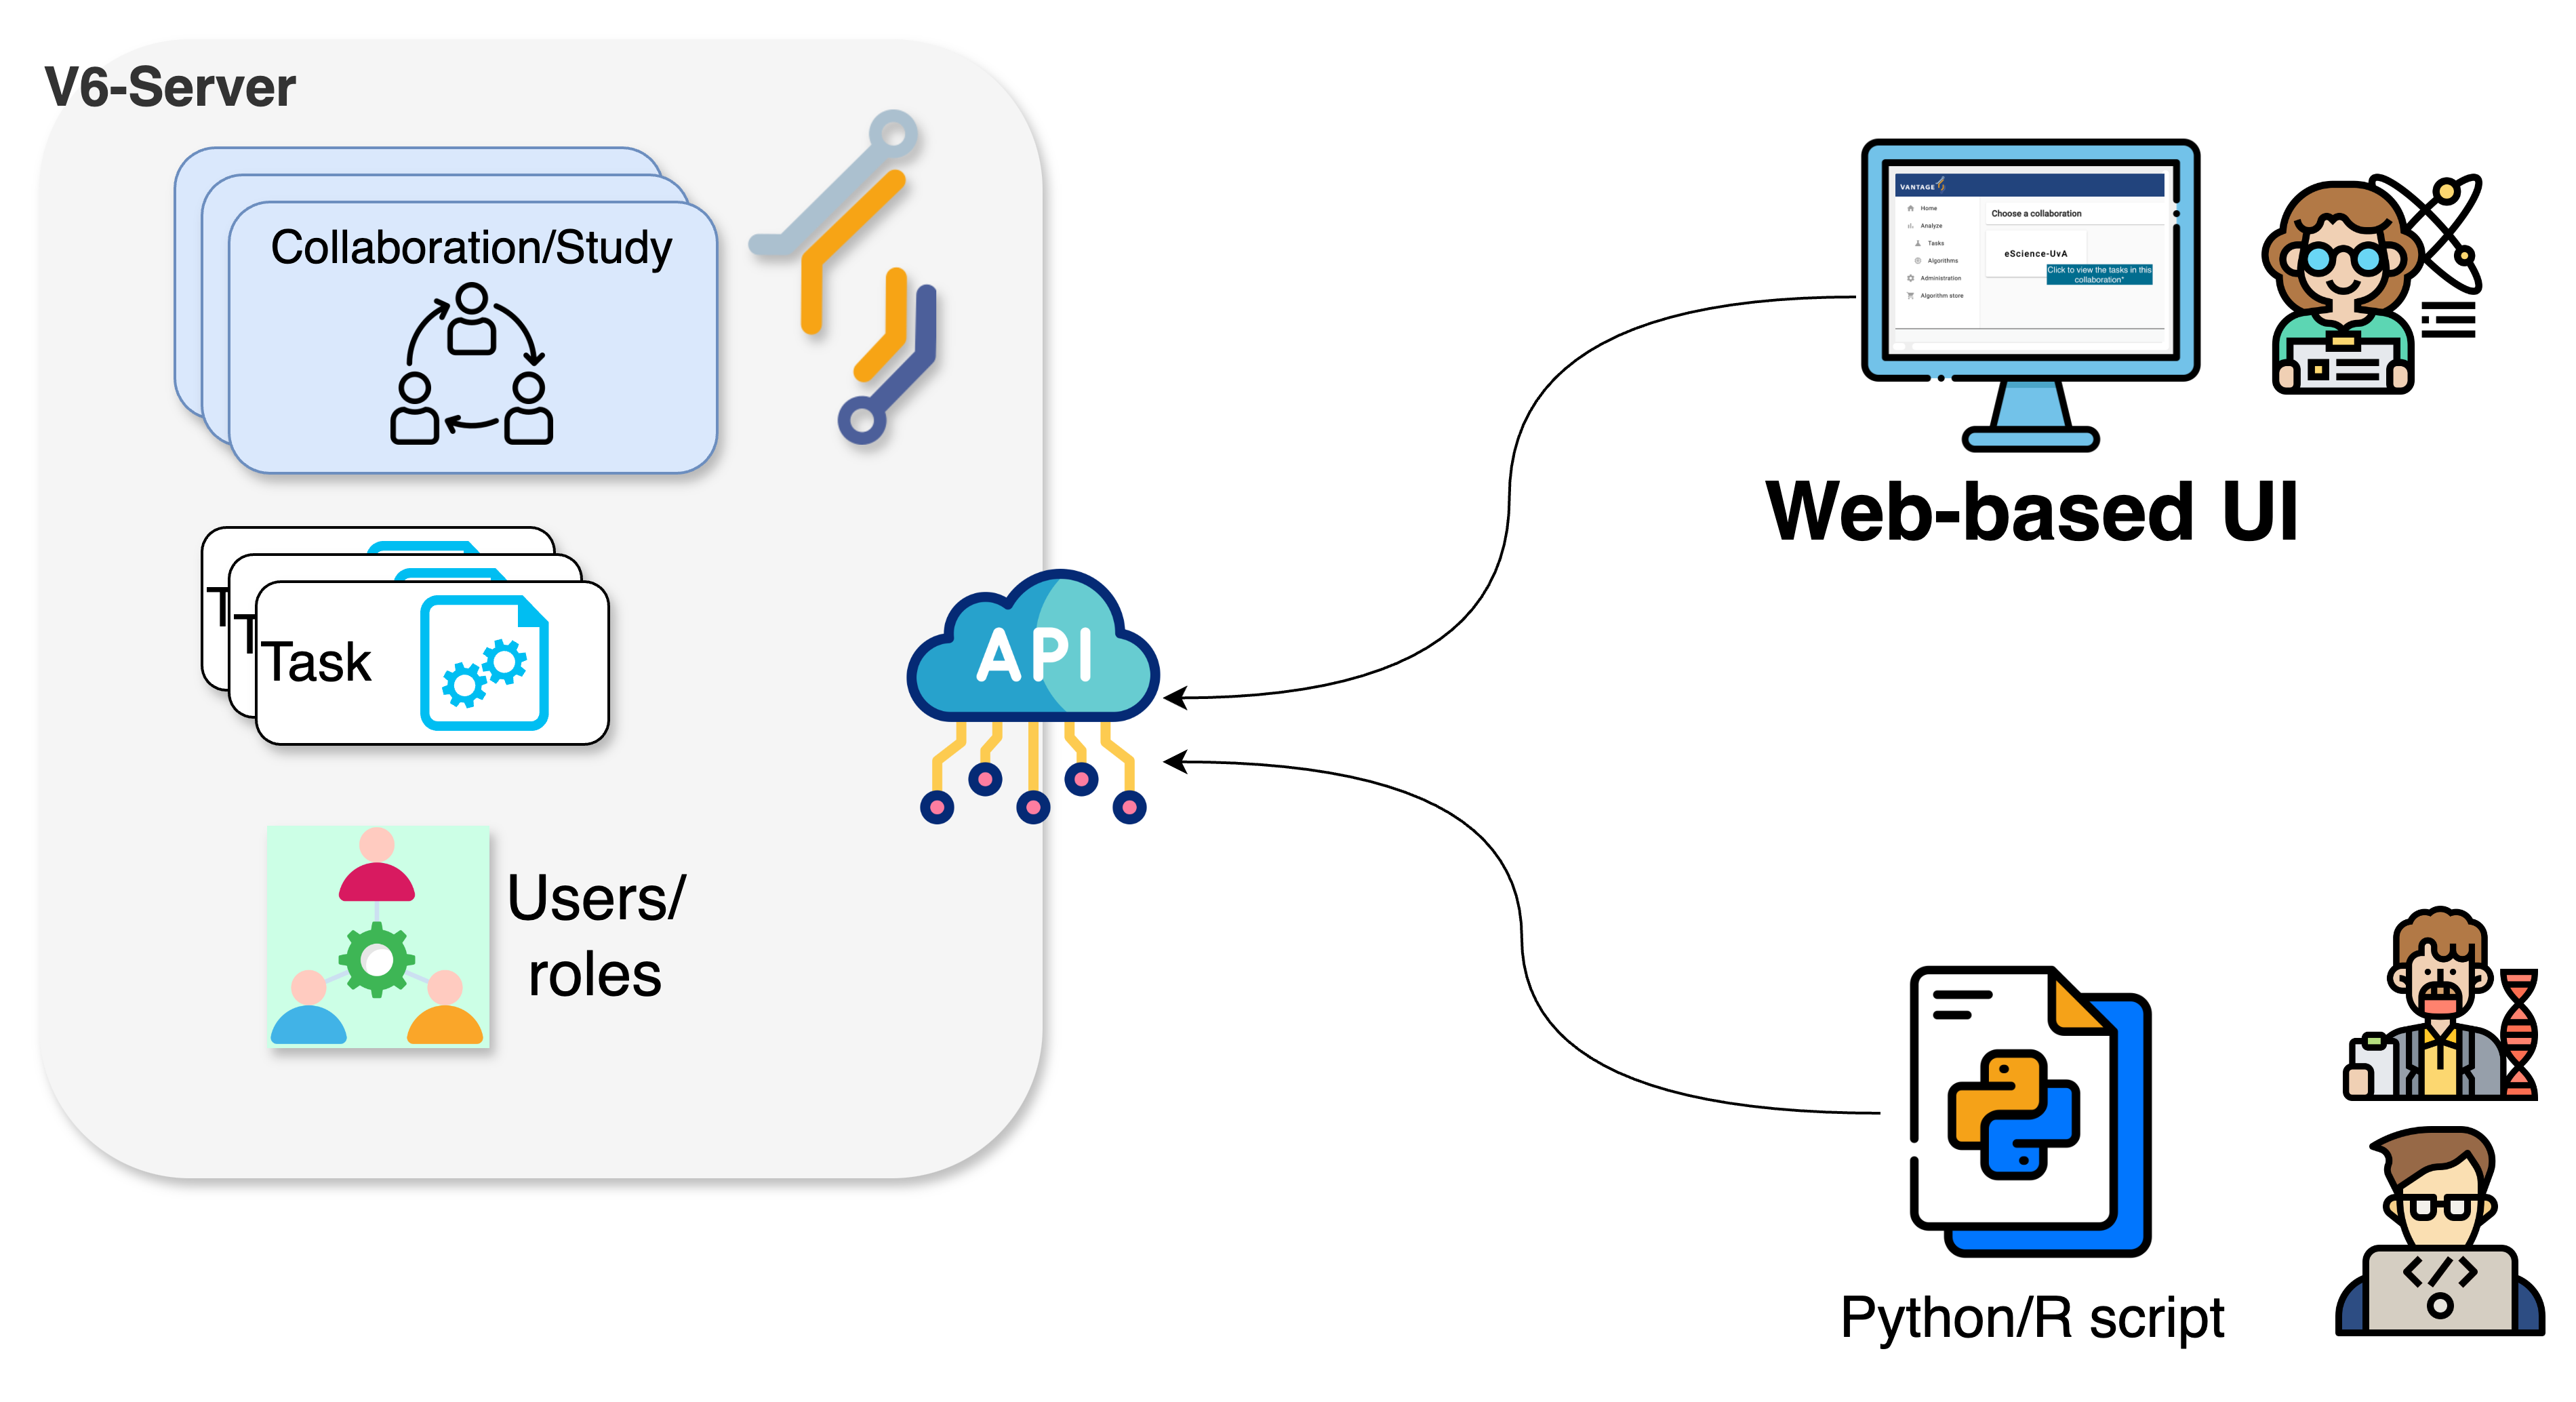 V6-Server
Collaboration/Study
T
T
Task
Users/
roles
API
VANTAGE6
Home
Analyze
Tasks
Algorithms
Administration
Algorithm store
Choose a collaboration
eScience-UvA
Click to view the tasks in this
collaboration*
Web-based UI
</>
Python/R script